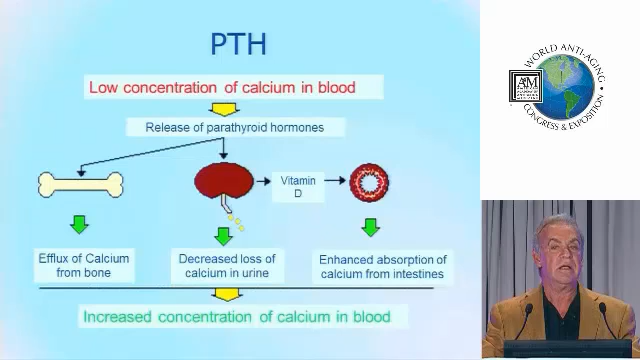 PTH
Low concentration of calcium in blood
Release of parathyroid hormones
Vitamin
D
Efflux of Calcium
from bone
Decreased loss of
calcium in urine
Enhanced absorption of
calcium from intestines
Increased concentration of calcium in blood
WORLD ANTI-AGING
CONGRESS & EXPOSITION